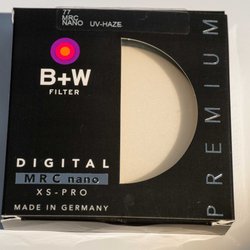 77
MRC
NANO UV-HAZE
B+W
FILTER
PREMIUM
DIGITAL
MRC nano
XS-PRO
MADE IN GERMANY